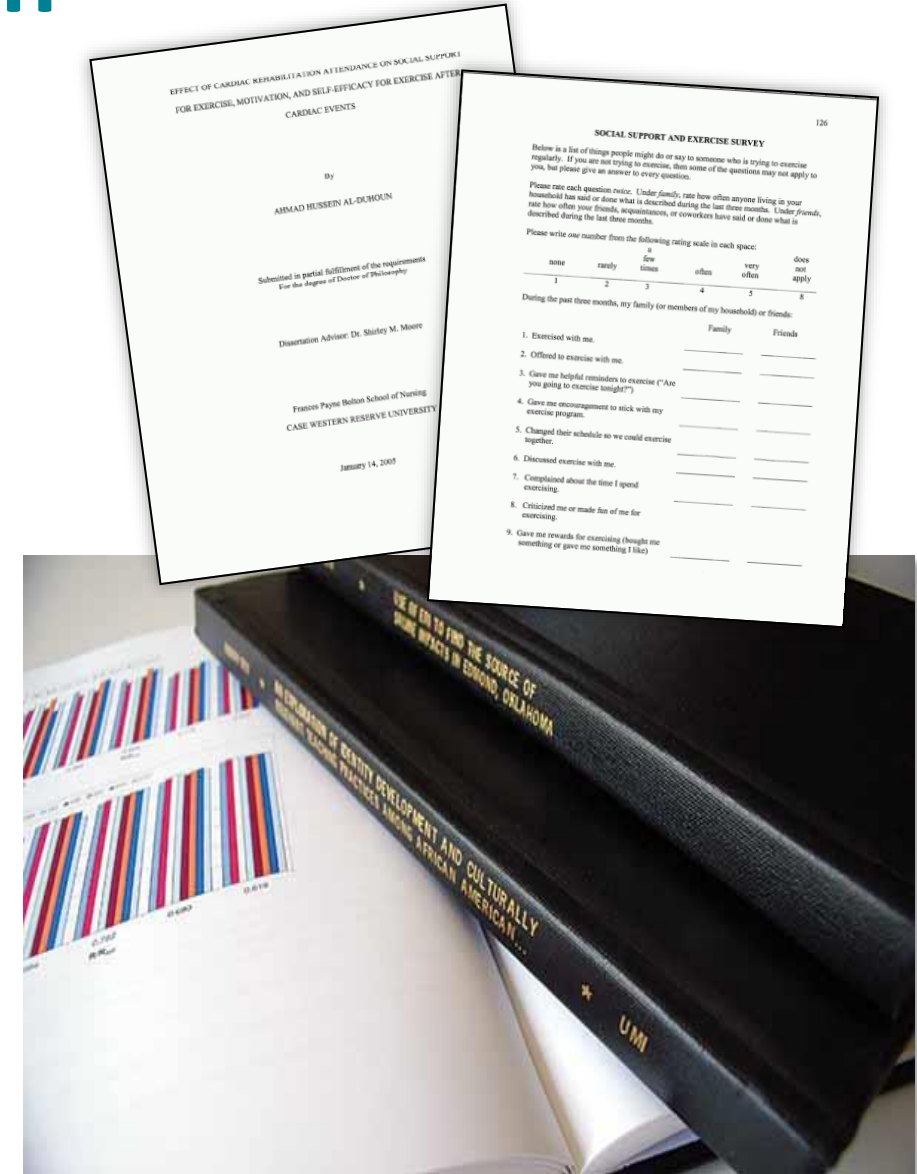 EFFECT OF CARDIAC REHABILITATION ATTENDANCE ON SOCIAL SUPPORT
FOR EXERCISE, MOTIVATION, AND SELF-EFFICACY FOR EXERCISE AFTER
CARDIAC EVENTS
By
AHMAD HUSSEIN AL-DUHOUN
Submitted in partial fulfillment of the requirements
For the degree of Doctor of Philosophy
Dissertation Advisor: Dr. Shirley M. Moore
Frances Payne Bolton School of Nursing
CASE WESTERN RESERVE UNIVERSITY
January 14, 2005
126
SOCIAL SUPPORT AND EXERCISE SURVEY
Below is a list of things people might do or say to someone who is trying to exercise
regularly. If you are not trying to exercise, then some of the questions may not apply to
you, but please give an answer to every question.
Please rate each question twice. Under family, rate how often anyone living in your
household has said or done what is described during the last three months. Under friends,
rate how often your friends, acquaintances, or coworkers have said or done what is
described during the last three months.
Please write one number from the following rating scale in each space:
none rarely a few times often very often does not apply
1 2 3 4 5 8
During the past three months, my family (or members of my household) or friends:
Family Friends
1. Exercised with me.
2. Offered to exercise with me.
3. Gave me helpful reminders to exercise ("Are
you going to exercise tonight?")
4. Gave me encouragement to stick with my
exercise program.
5. Changed their schedule so we could exercise
together.
6. Discussed exercise with me.
7. Complained about the time I spend
exercising.
8. Criticized me or made fun of me for
exercising.
9. Gave me rewards for exercising (bought me
something or gave me something I like)
USE OF EDI TO FIND THE SOURCE OF
BRINE IMPACTS IN EDMOND, OKLAHOMA
AN EXPLORATION OF IDENTITY DEVELOPMENT AND CULTURALLY
RELEVANT TEACHING PRACTICES AMONG AFRICAN AMERICAN...
* UMI
0.702
0.690
0.619